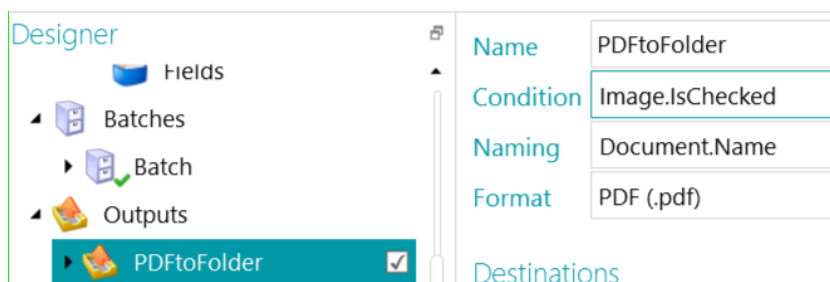 Designer
Fields
Batches
Batch
Outputs
PDFtoFolder
Name PDFtoFolder
Condition Image.IsChecked
Naming Document.Name
Format PDF (.pdf)
Destinations